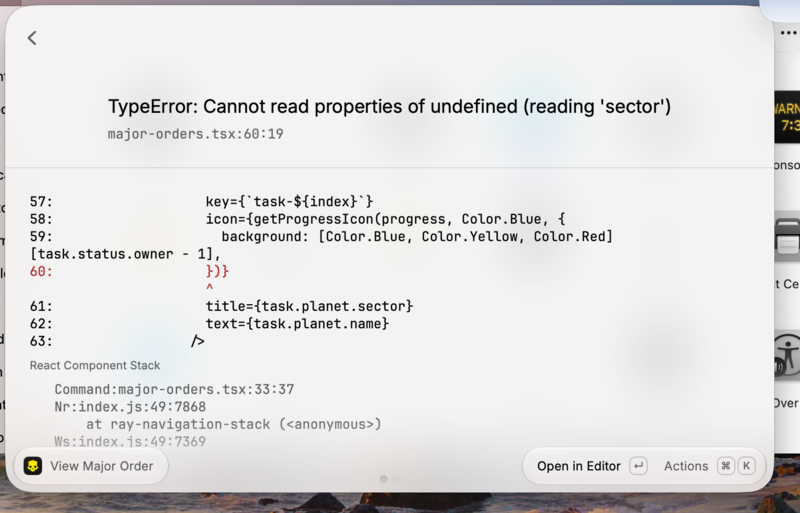 TypeError: Cannot read properties of undefined (reading 'sector')
major-orders.tsx:60:19
57: key={`task-${index}`}
58: icon={getProgressIcon(progress, Color.Blue, {
59: background: [Color.Blue, Color.Yellow, Color.Red]
[task.status.owner - 1],
60: })}
^
61: title={task.planet.sector}
62: text={task.planet.name}
63: />
React Component Stack
Command:major-orders.tsx:33:37
Nr:index.js:49:7868
at ray-navigation-stack (<anonymous>)
Ws:index.js:49:7369
View Major Order
Open in Editor ↵ Actions ⌘ K
7:3